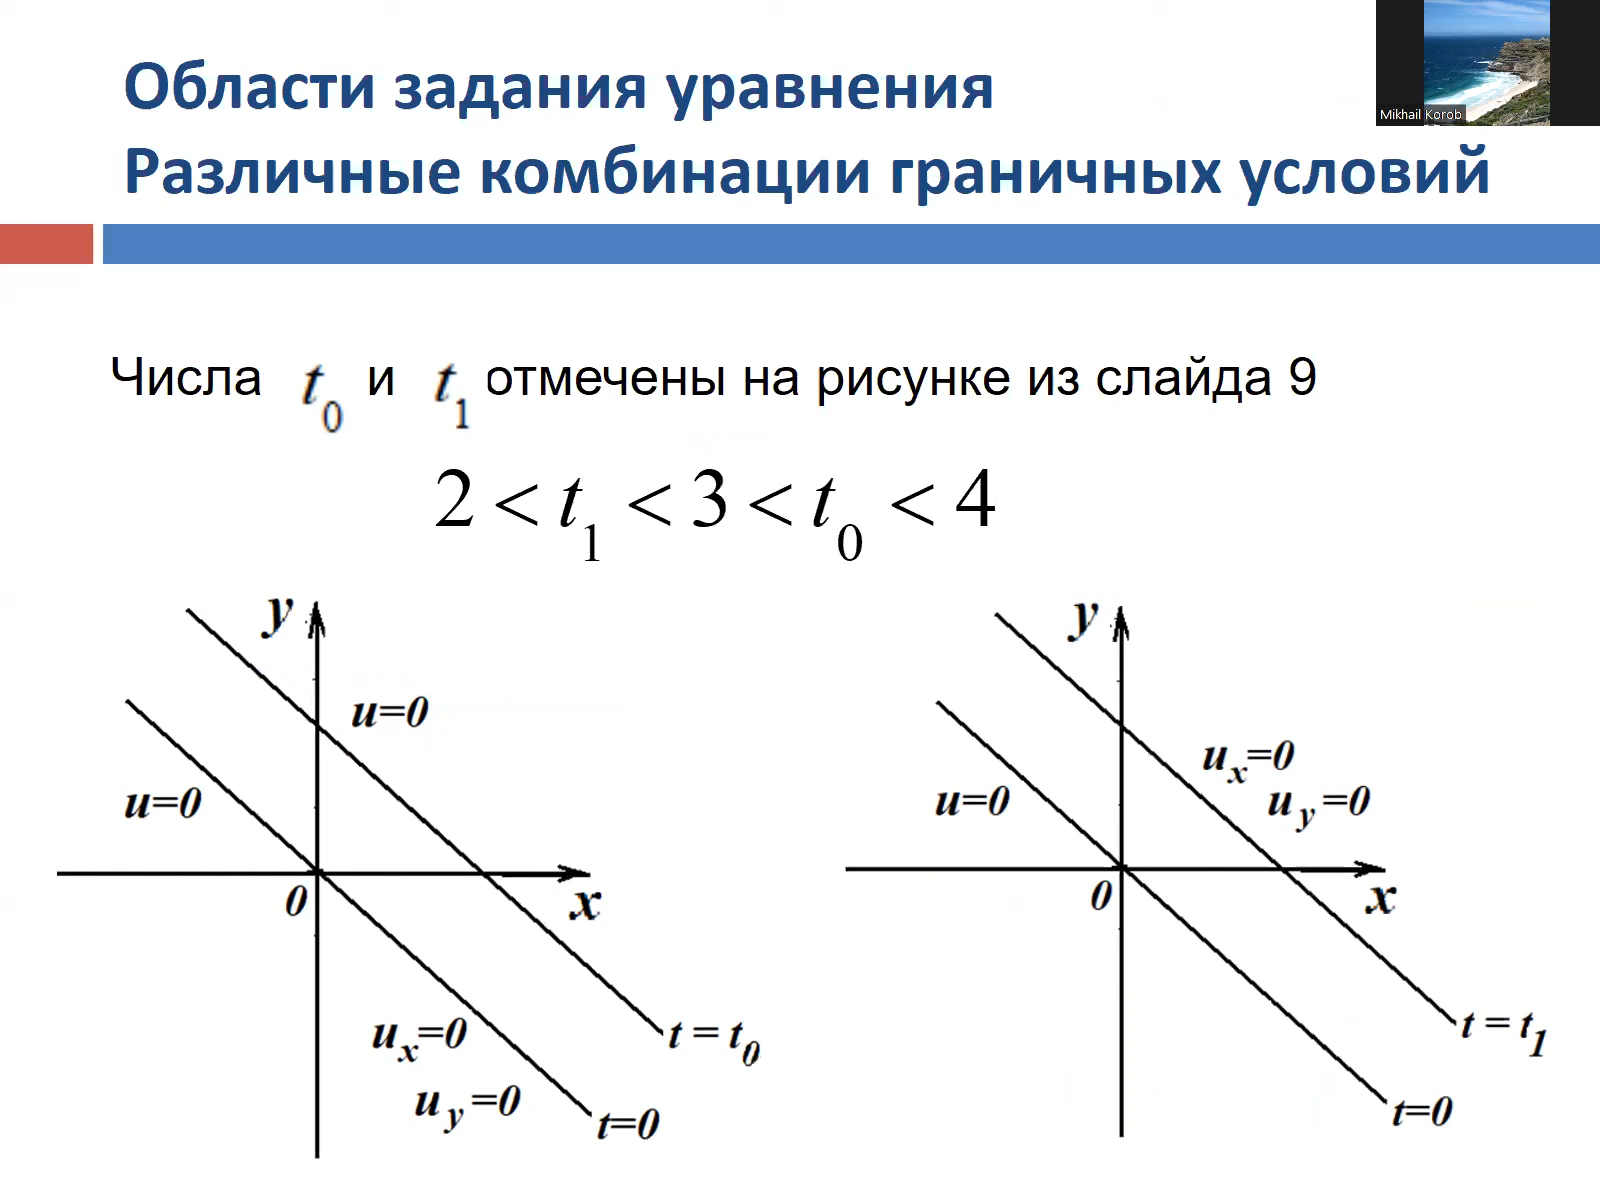 Области задания уравнения
Различные комбинации граничных условий
Mikhail Korob
Числа t₀ и t₁ отмечены на рисунке из слайда 9
2 < t₁ < 3 < t₀ < 4
y
u=0
u=0
0
x
uₓ=0
t = t₀
u_y=0
t=0
y
uₓ=0
u=0
u_y=0
0
x
t = t₁
t=0